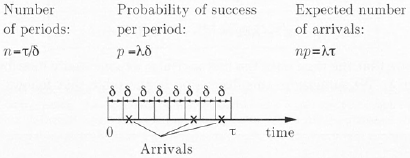 Number
of periods:
n=τ/δ
Probability of success
per period:
p=λδ
Expected number
of arrivals:
np=λτ
δ δ δ δ δ δ δ δ
0 τ time
Arrivals